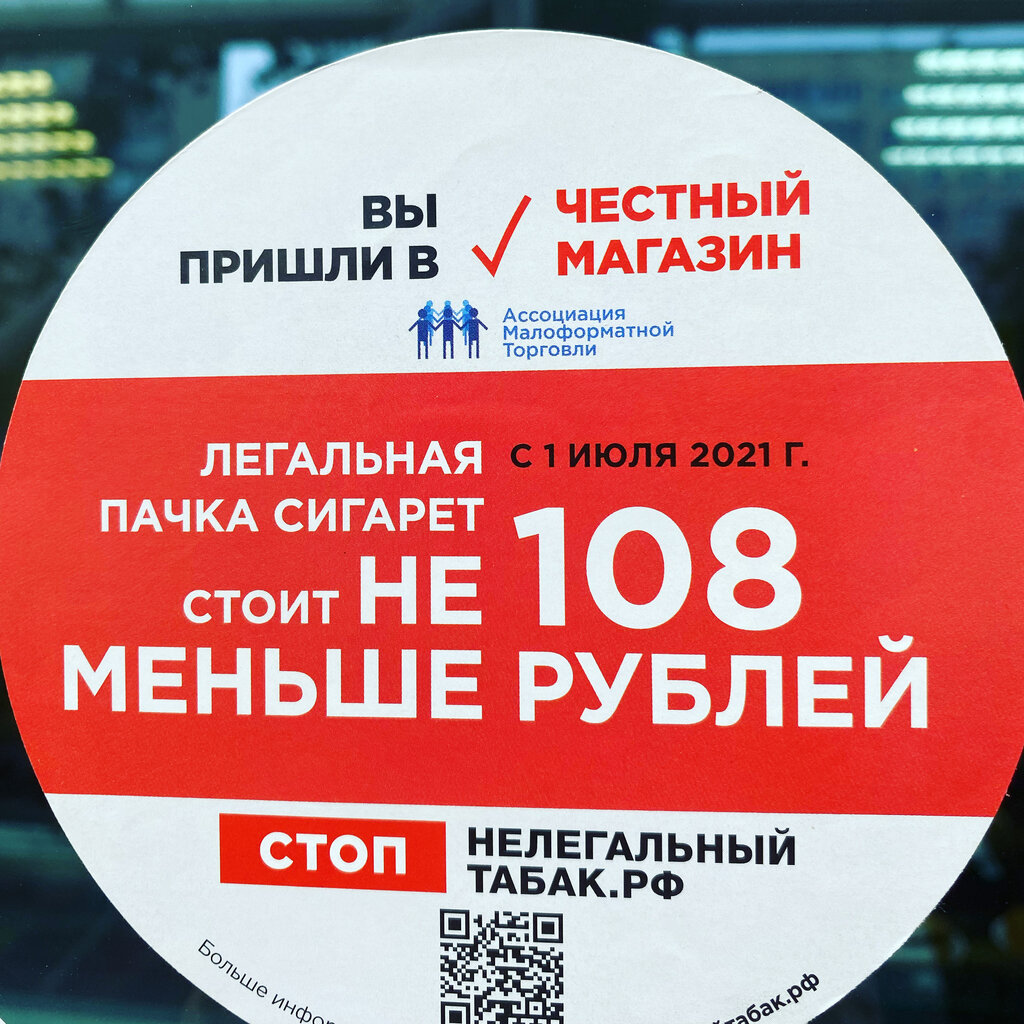 ВЫ
ПРИШЛИ В
ЧЕСТНЫЙ
МАГАЗИН
Ассоциация
Малоформатной
Торговли
ЛЕГАЛЬНАЯ
ПАЧКА СИГАРЕТ
СТОИТ НЕ
МЕНЬШЕ
С 1 ИЮЛЯ 2021 Г.
108
РУБЛЕЙ
СТОП
НЕЛЕГАЛЬНЫЙ
ТАБАК.РФ
Больше